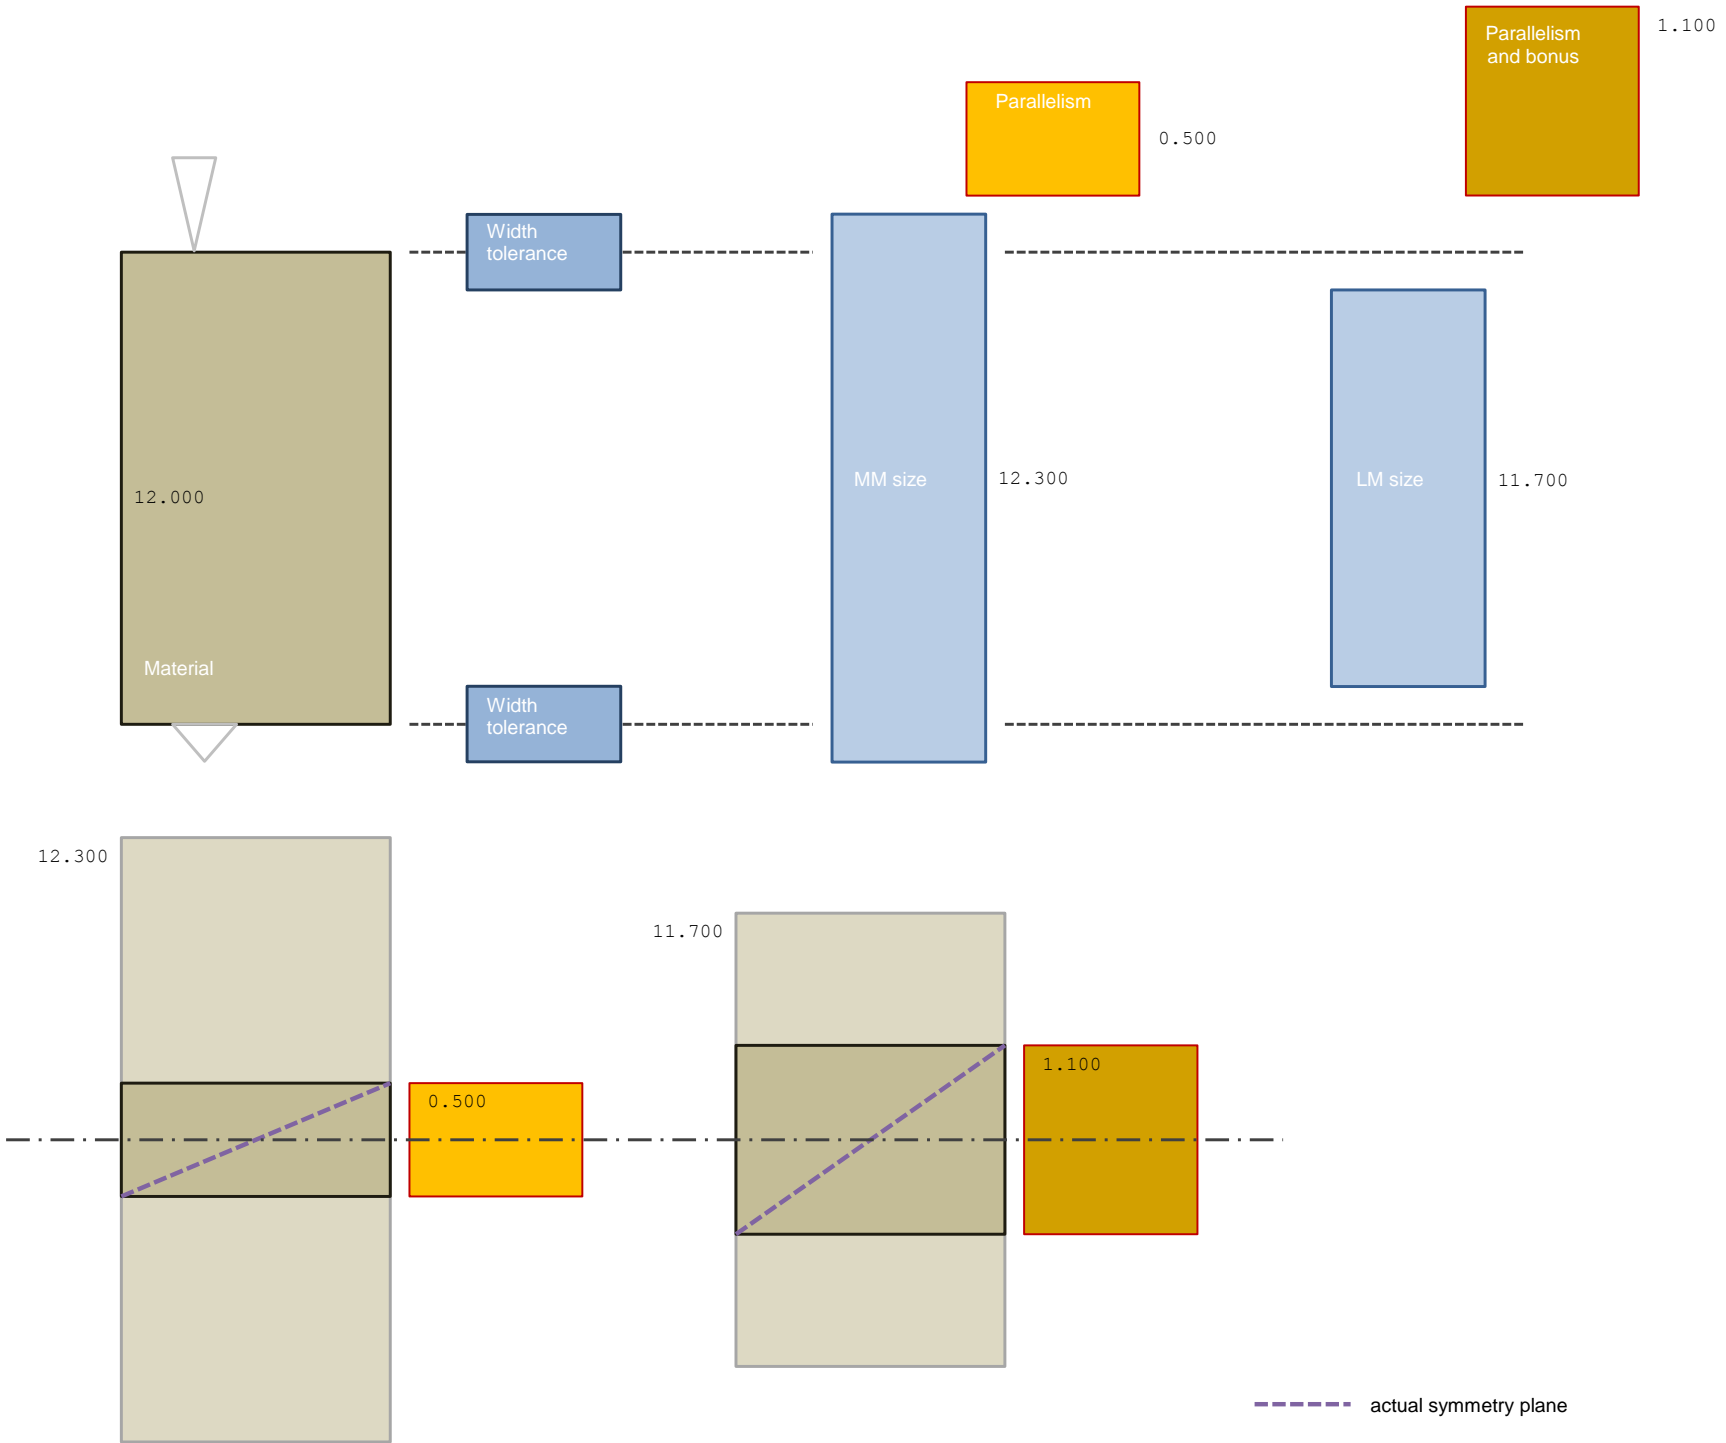 Parallelism
and bonus
1.100
Parallelism
0.500
Width
tolerance
12.000
MM size
12.300
LM size
11.700
Material
Width
tolerance
12.300
11.700
1.100
0.500
actual symmetry plane